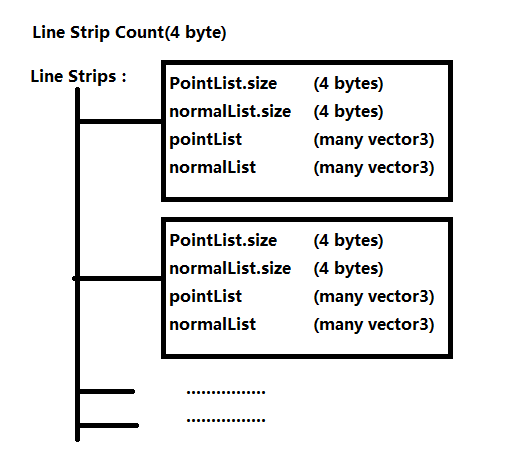 Line Strip Count(4 byte)
Line Strips :
PointList.size (4 bytes)
normalList.size (4 bytes)
pointList (many vector3)
normalList (many vector3)
PointList.size (4 bytes)
normalList.size (4 bytes)
pointList (many vector3)
normalList (many vector3)
................
................